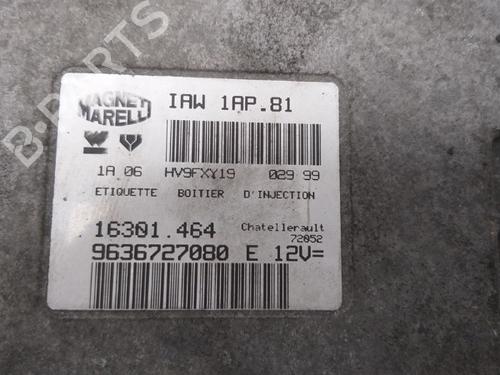 B-PARTS
MAGNETI
MARELLI
IAW 1AP.81
1A 06 HV9FXY19 029 99
ETIQUETTE BOITIER D'INJECTION
16301.464 Chatellerault
72052
9636727080 E 12V=